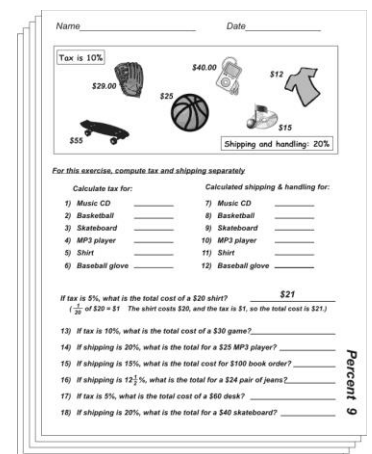 Name Date
Tax is 10%
$29.00
$40.00
$12
$25
$15
$55
Shipping and handling: 20%
For this exercise, compute tax and shipping separately
Calculate tax for:
1) Music CD
2) Basketball
3) Skateboard
4) MP3 player
5) Shirt
6) Baseball glove
Calculated shipping & handling for:
7) Music CD
8) Basketball
9) Skateboard
10) MP3 player
11) Shirt
12) Baseball glove
If tax is 5%, what is the total cost of a $20 shirt? $21
( 1/20 of $20 = $1 The shirt costs $20, and the tax is $1, so the total cost is $21.)
13) If tax is 10%, what is the total cost of a $30 game?
14) If shipping is 20%, what is the total for a $25 MP3 player?
15) If shipping is 15%, what is the total cost for $100 book order?
16) If shipping is 12½%, what is the total for a $24 pair of jeans?
17) If tax is 5%, what is the total cost of a $60 desk?
18) If shipping is 20%, what is the total for a $40 skateboard?
Percent 9